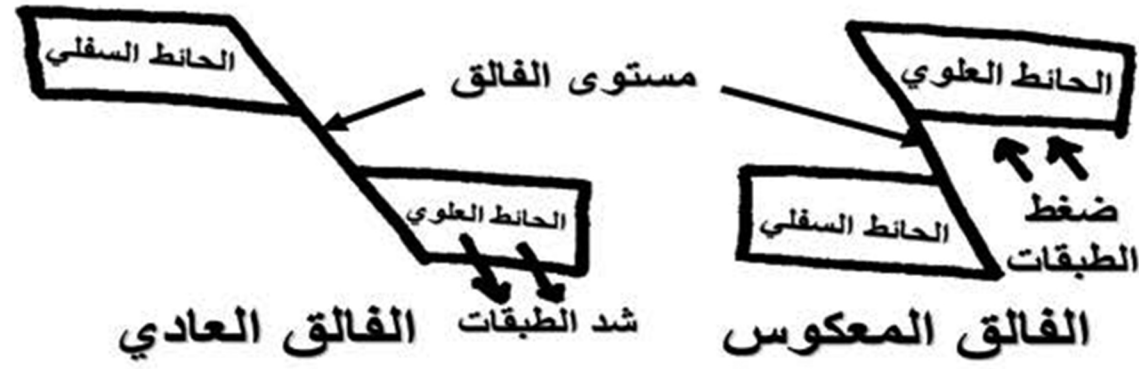 الحائط العلوي
الحائط السفلي
مستوى الفالق
ضغط
الطبقات
الحائط السفلي
الحائط العلوي
شد الطبقات
الفالق المعكوس
الفالق العادي